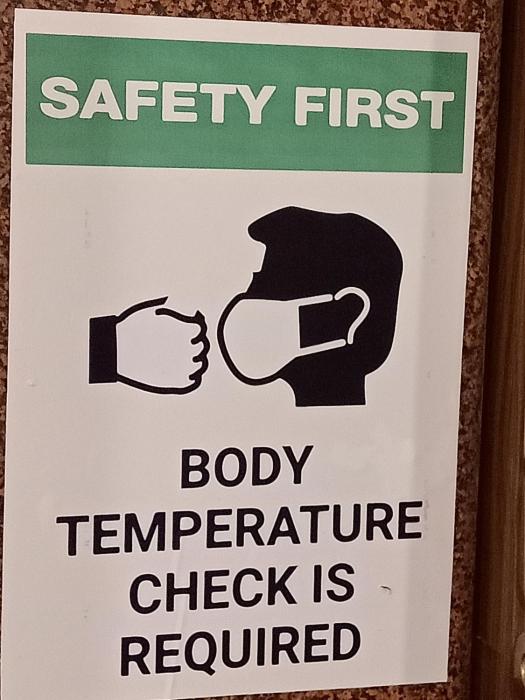 SAFETY FIRST
BODY
TEMPERATURE
CHECK IS
REQUIRED